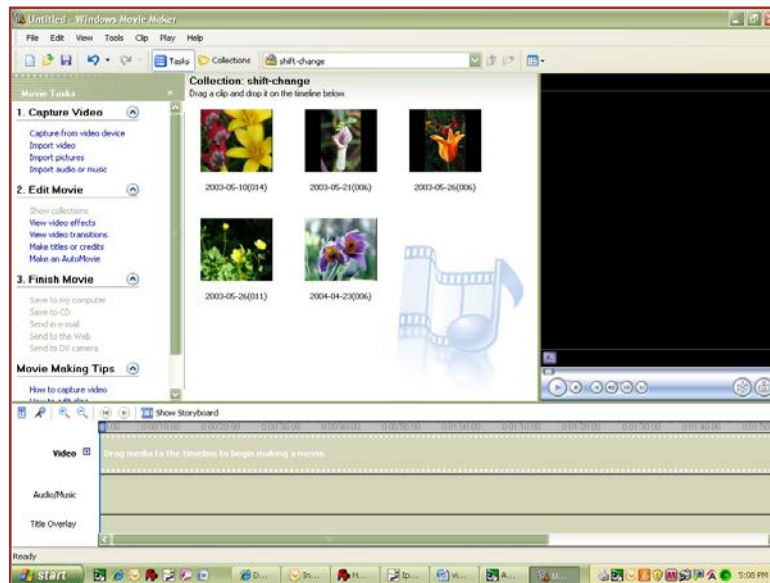 Untitled - Windows Movie Maker
File Edit View Tools Clip Play Help
Tasks Collections shift-change
Movie Tasks
1. Capture Video
Capture from video device
Import video
Import pictures
Import audio or music
2. Edit Movie
Show collections
View video effects
View video transitions
Make titles or credits
Make an AutoMovie
3. Finish Movie
Save to my computer
Save to CD
Send in e-mail
Send to the Web
Send to DV camera
Movie Making Tips
How to capture video
Collection: shift-change
Drag a clip and drop it on the timeline below.
2003-05-10(014) 2003-05-21(006) 2003-05-26(006)
2003-05-26(011) 2004-04-23(006)
Show Storyboard
Video
Drag media to the timeline to begin making a movie.
Audio/Music
Title Overlay
Ready
start D... In... H... Ip... vi... A... U... 5:08 PM